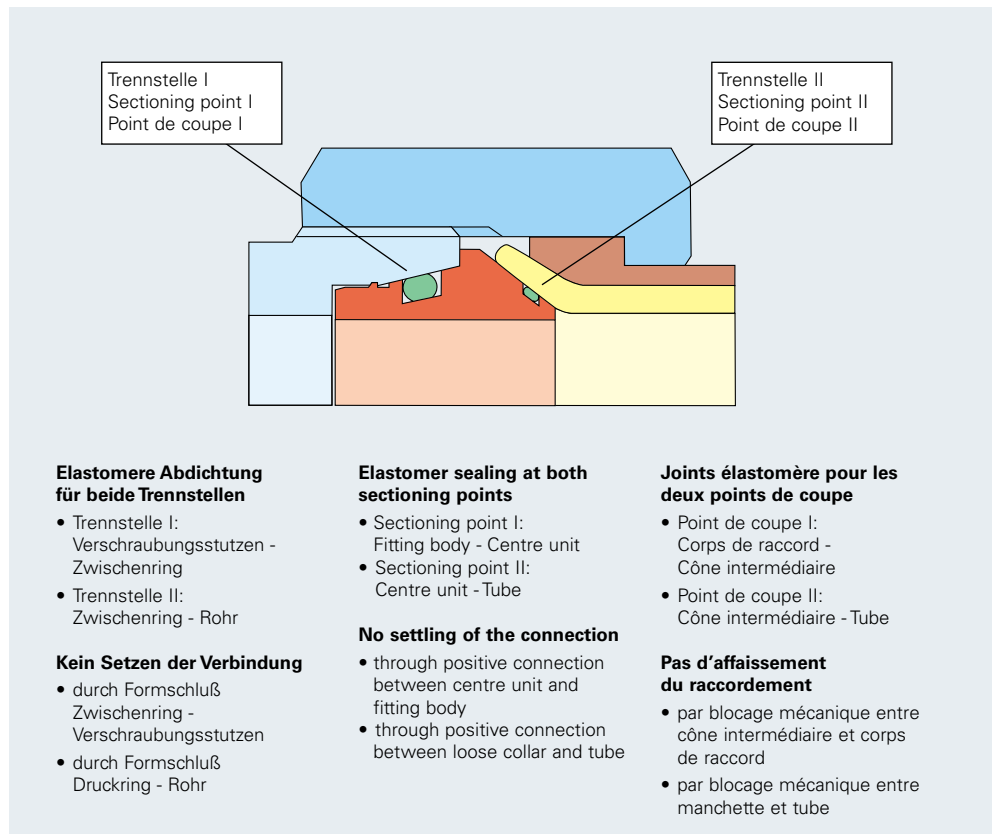 Trennstelle I
Sectioning point I
Point de coupe I
Trennstelle II
Sectioning point II
Point de coupe II
Elastomere Abdichtung
für beide Trennstellen
• Trennstelle I:
Verschraubungsstutzen -
Zwischenring
• Trennstelle II:
Zwischenring - Rohr
Kein Setzen der Verbindung
• durch Formschluß
Zwischenring -
Verschraubungsstutzen
• durch Formschluß
Druckring - Rohr
Elastomer sealing at both
sectioning points
• Sectioning point I:
Fitting body - Centre unit
• Sectioning point II:
Centre unit - Tube
No settling of the connection
• through positive connection
between centre unit and
fitting body
• through positive connection
between loose collar and tube
Joints élastomère pour les
deux points de coupe
• Point de coupe I:
Corps de raccord -
Cône intermédiaire
• Point de coupe II:
Cône intermédiaire - Tube
Pas d’affaissement
du raccordement
• par blocage mécanique entre
cône intermédiaire et corps
de raccord
• par blocage mécanique entre
manchette et tube